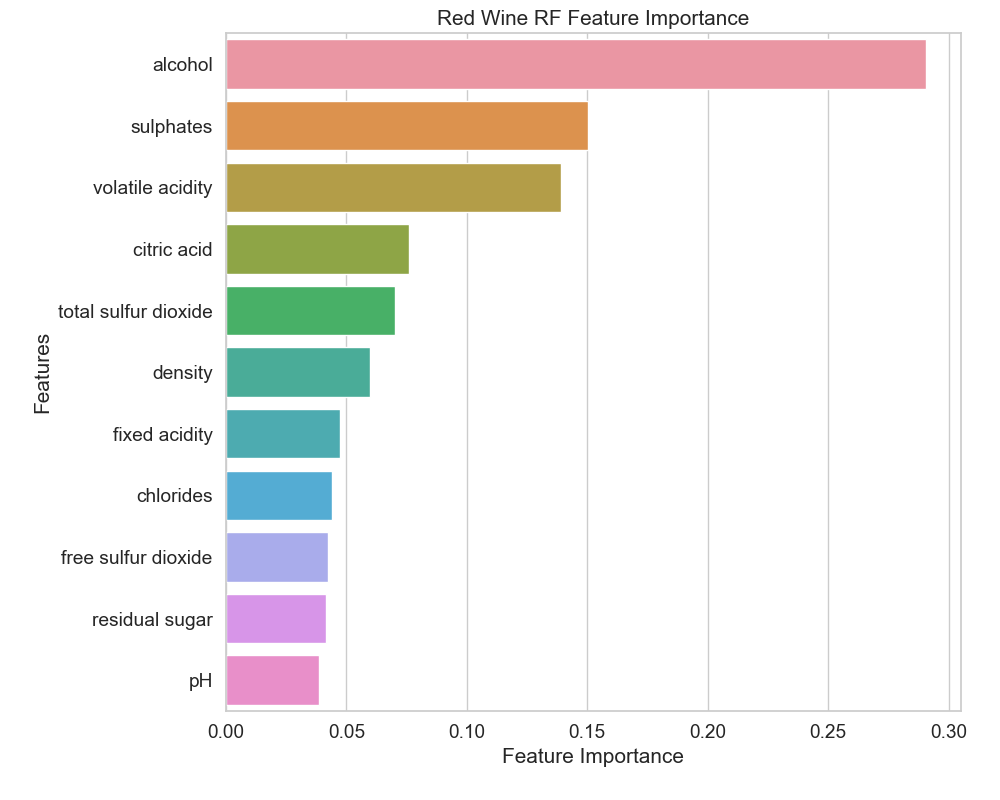 Red Wine RF Feature Importance
alcohol
sulphates
volatile acidity
citric acid
total sulfur dioxide
density
fixed acidity
chlorides
free sulfur dioxide
residual sugar
pH
Features
0.00 0.05 0.10 0.15 0.20 0.25 0.30
Feature Importance